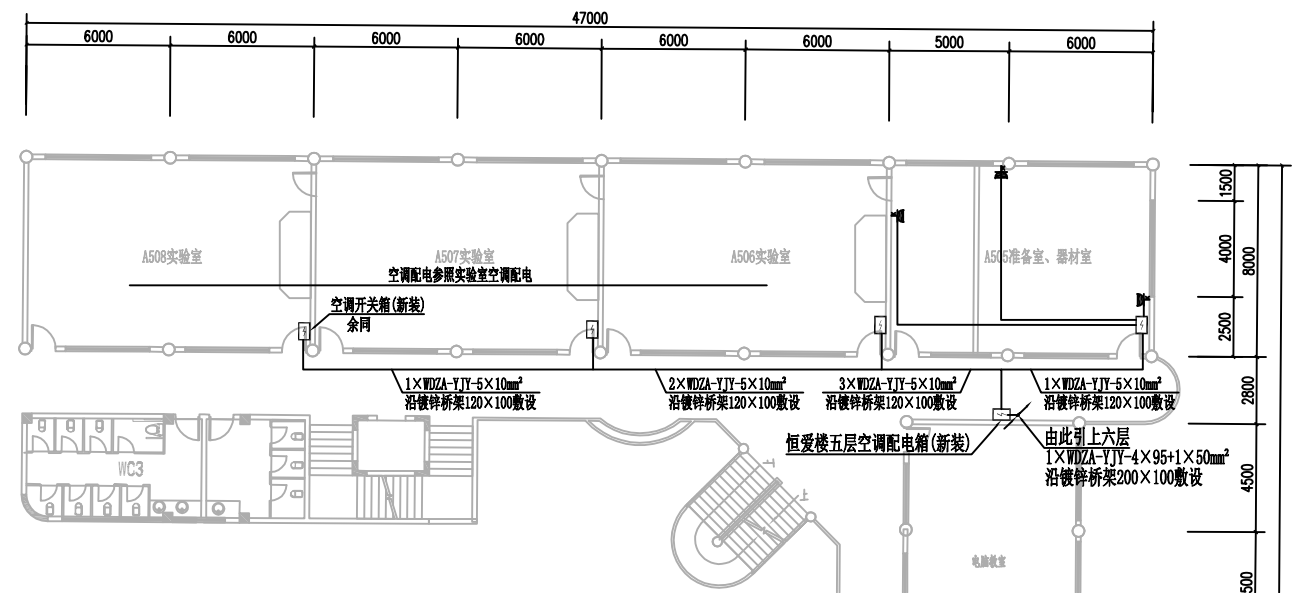 47000
6000
6000
6000
6000
6000
6000
5000
6000
1500
4000
8000
2500
2800
4500
500
A508实验室
A507实验室
A506实验室
A505准备室、器材室
空调配电参照实验室空调配电
空调开关箱(新装)
余同
1×WDZA-YJY-5×10mm²
沿镀锌桥架120×100敷设
2×WDZA-YJY-5×10mm²
沿镀锌桥架120×100敷设
3×WDZA-YJY-5×10mm²
沿镀锌桥架120×100敷设
1×WDZA-YJY-5×10mm²
沿镀锌桥架120×100敷设
恒爱楼五层空调配电箱(新装)
由此引上六层
1×WDZA-YJY-4×95+1×50mm²
沿镀锌桥架200×100敷设
WC3
上
上
电脑教室